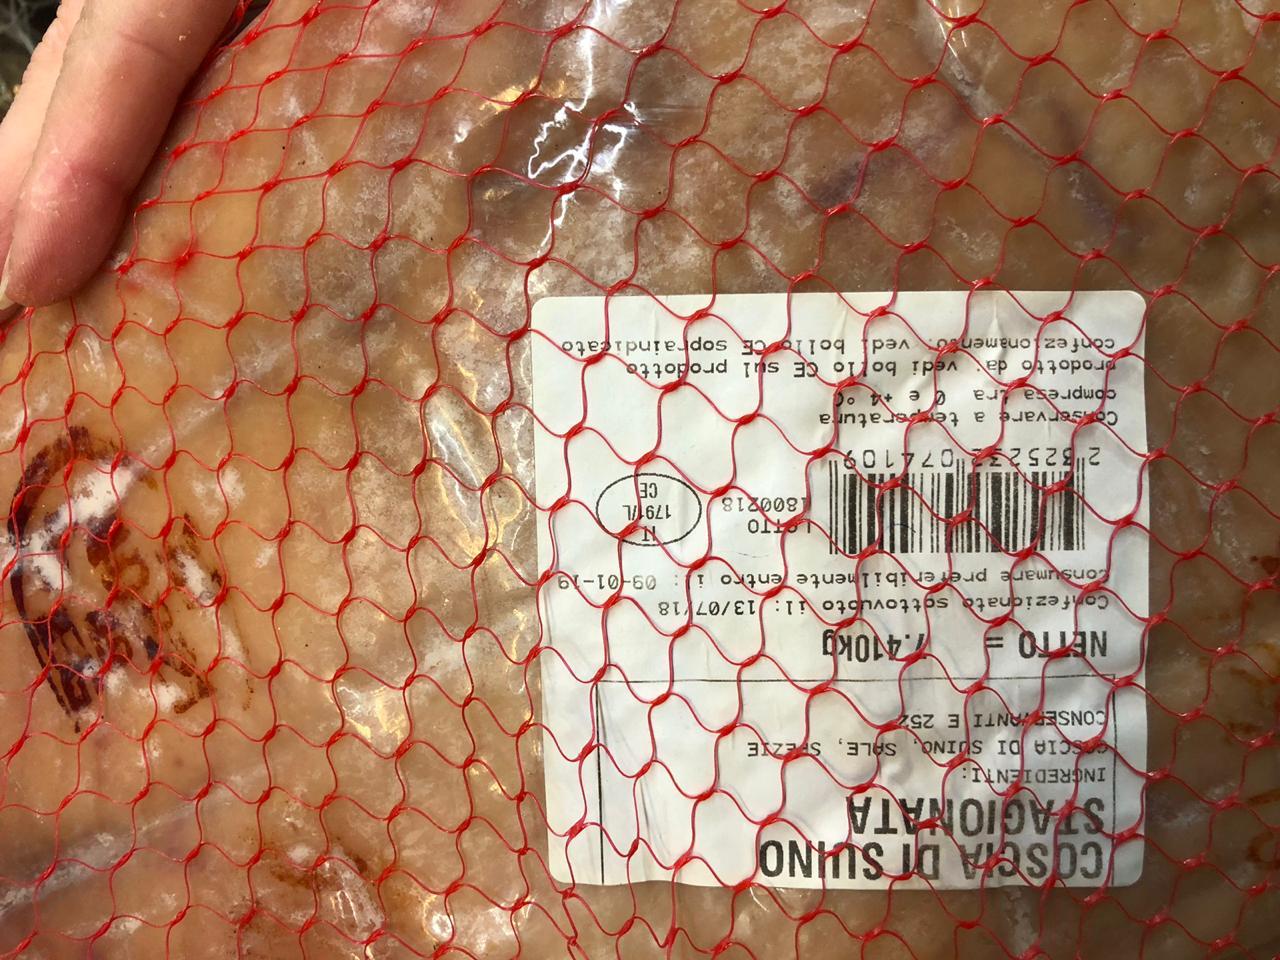 COSCIA DI SUINO
STAGIONATA
INGREDIENTI:
COSCIA DI SUINO, SALE, SPEZIE
CONSERVANTI E 252
NETTO = 7.410kg
Confezionato sottovuoto il: 13/07/18
Consumare preferibilmente entro il: 09-01-19
LOTTO
1800218
IT
1791/L
CE
2 325232 074109
Conservare a temperatura
compresa tra 0 e +4 °C
prodotto da: vedi bollo CE sul prodotto
confezionamento: vedi bollo CE sopraindicato